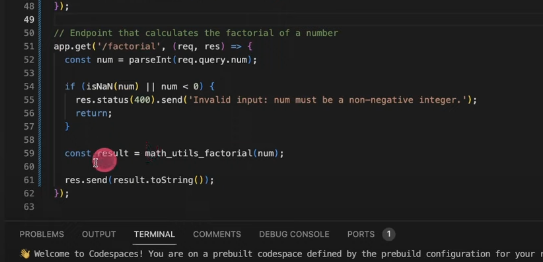 48 });
49
50 // Endpoint that calculates the factorial of a number
51 app.get('/factorial', (req, res) => {
52 const num = parseInt(req.query.num);
53
54 if (isNaN(num) || num < 0) {
55 res.status(400).send('Invalid input: num must be a non-negative integer.');
56 return;
57 }
58
59 const result = math_utils_factorial(num);
60
61 res.send(result.toString());
62 });
63
PROBLEMS OUTPUT TERMINAL COMMENTS DEBUG CONSOLE PORTS 1
👋 Welcome to Codespaces! You are on a prebuilt codespace defined by the prebuild configuration for your